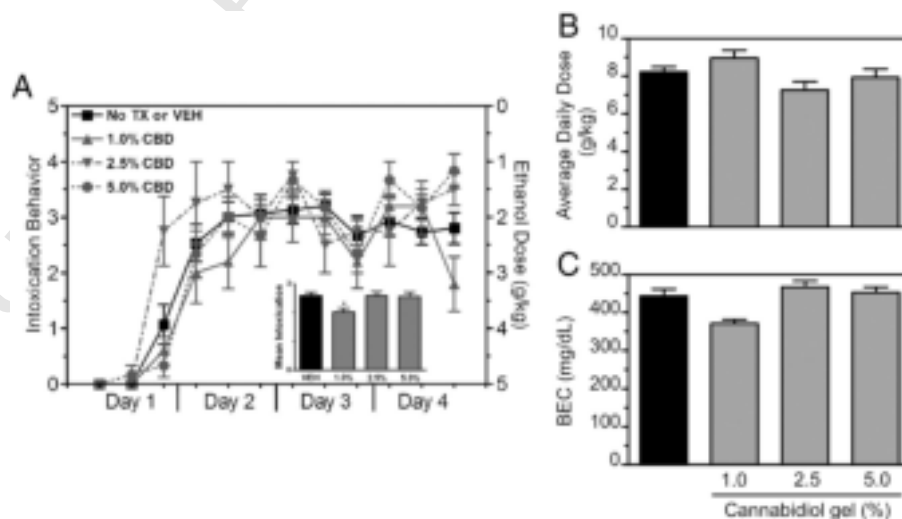 A
Intoxication Behavior
5
4
3
2
1
0
No TX or VEH
1.0% CBD
2.5% CBD
5.0% CBD
0
1
2
3
4
5
Ethanol Dose (g/kg)
Day 1 Day 2 Day 3 Day 4
Mean Intoxication
VEH 1.0% 2.5% 5.0%
B
Average Daily Dose
(g/kg)
10
8
6
4
2
0
C
BEC (mg/dL)
500
400
300
200
100
0
1.0 2.5 5.0
Cannabidiol gel (%)